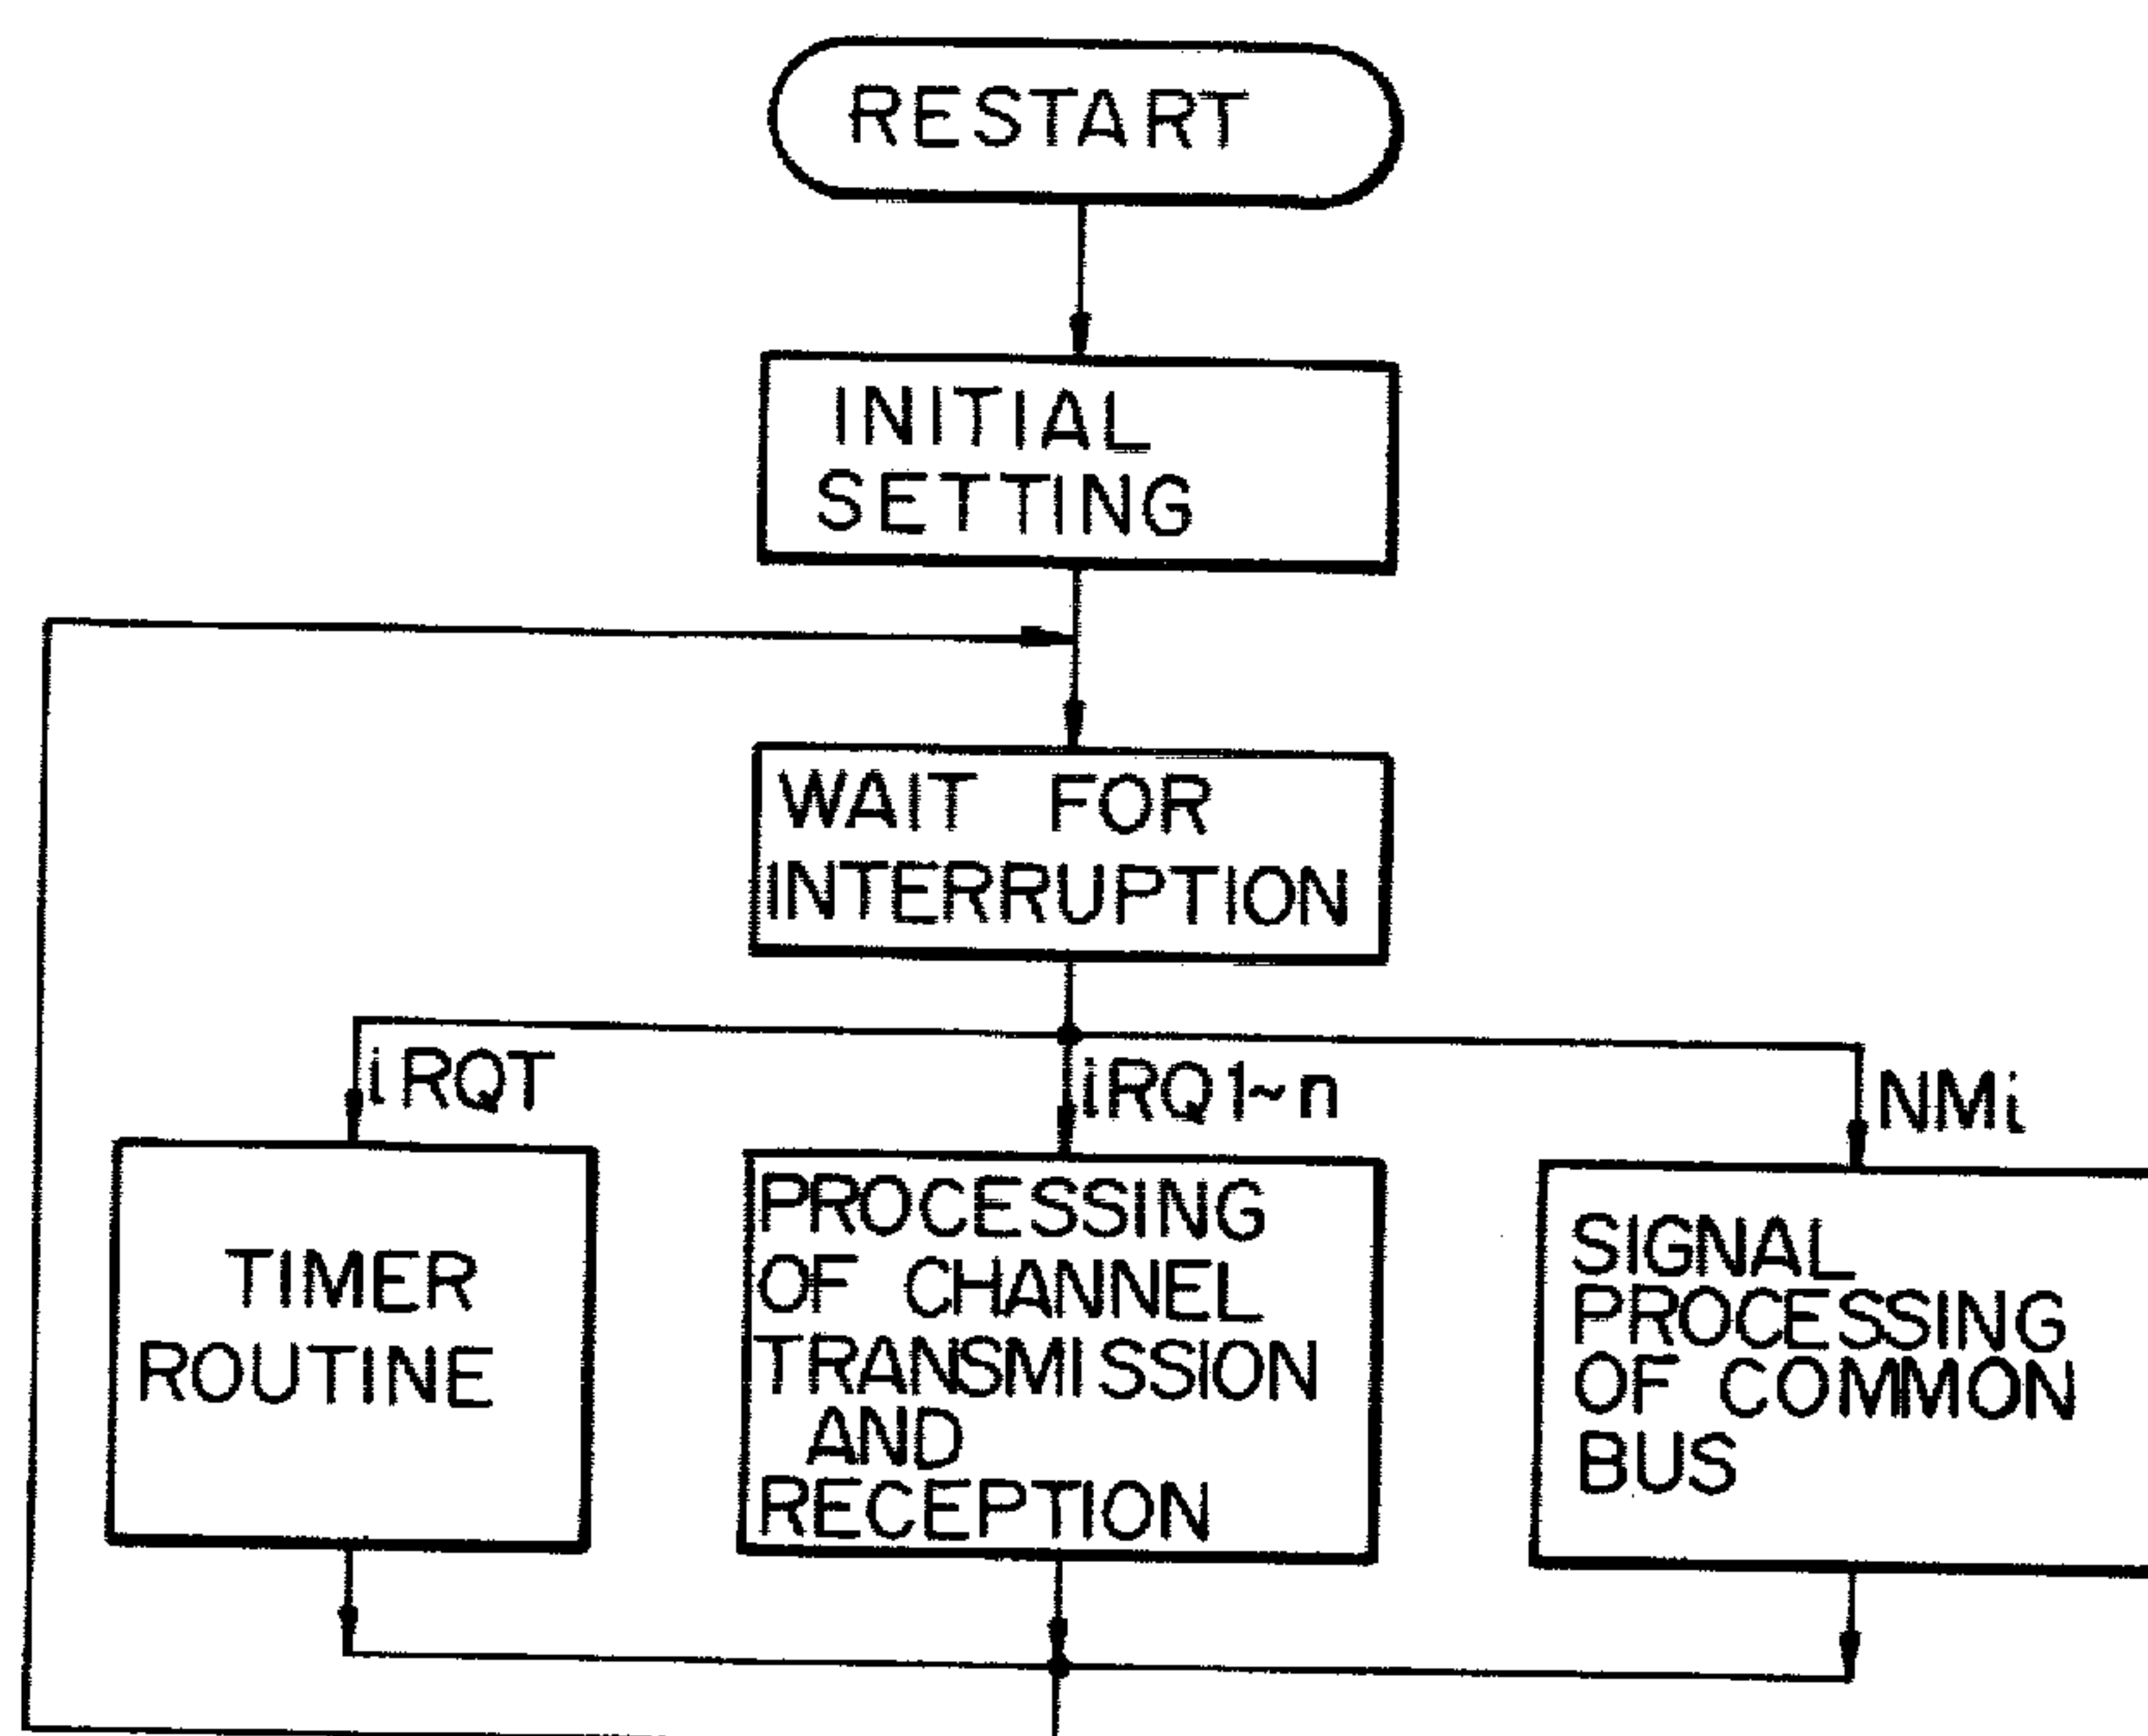 RESTART
INITIAL
SETTING
WAIT FOR
INTERRUPTION
iRQT
iRQ1~n
NMi
TIMER
ROUTINE
PROCESSING
OF CHANNEL
TRANSMISSION
AND
RECEPTION
SIGNAL
PROCESSING
OF COMMON
BUS